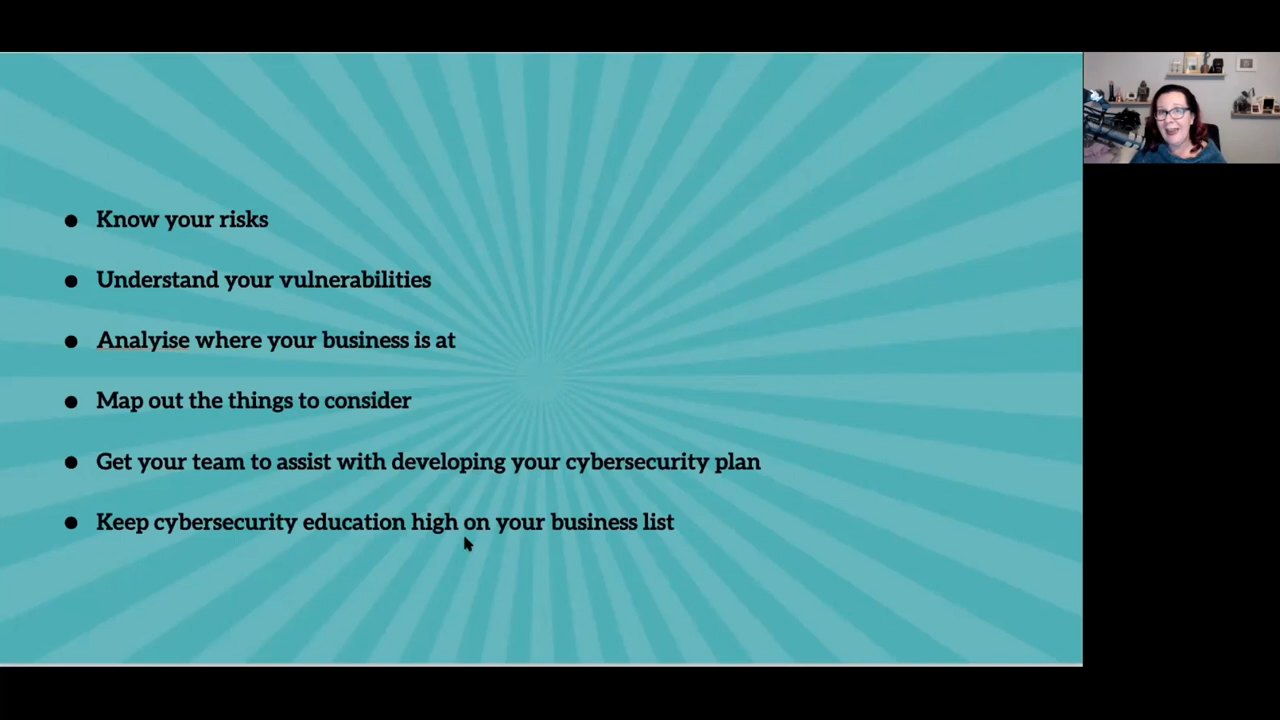 ● Know your risks
● Understand your vulnerabilities
● Analyise where your business is at
● Map out the things to consider
● Get your team to assist with developing your cybersecurity plan
● Keep cybersecurity education high on your business list